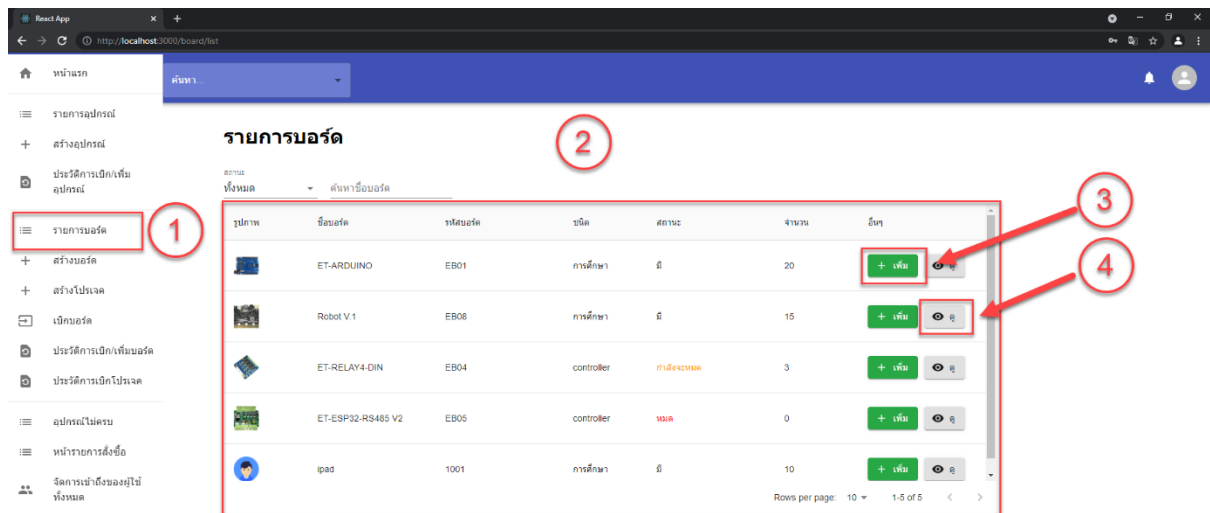 React App
http://localhost:3000/board/list
หน้าแรก
ค้นหา...
รายการอุปกรณ์
สร้างอุปกรณ์
ประวัติการเบิก/เพิ่ม
อุปกรณ์
รายการบอร์ด
1
สร้างบอร์ด
สร้างโปรเจค
เบิกบอร์ด
ประวัติการเบิก/เพิ่มบอร์ด
ประวัติการเบิกโปรเจค
อุปกรณ์ไม่ครบ
หน้ารายการสั่งซื้อ
จัดการเข้าถึงของผู้ใช้
ทั้งหมด
รายการบอร์ด
2
สถานะ
ทั้งหมด ค้นหาชื่อบอร์ด
3
รูปภาพ ชื่อบอร์ด รหัสบอร์ด ชนิด สถานะ จำนวน อื่นๆ
4
ET-ARDUINO EB01 การศึกษา มี 20 + เพิ่ม ดู
Robot V.1 EB08 การศึกษา มี 15 + เพิ่ม ดู
ET-RELAY4-DIN EB04 controller กำลังจะหมด 3 + เพิ่ม ดู
ET-ESP32-RS485 V2 EB05 controller หมด 0 + เพิ่ม ดู
ipad 1001 การศึกษา มี 10 + เพิ่ม ดู
Rows per page: 10 1-5 of 5